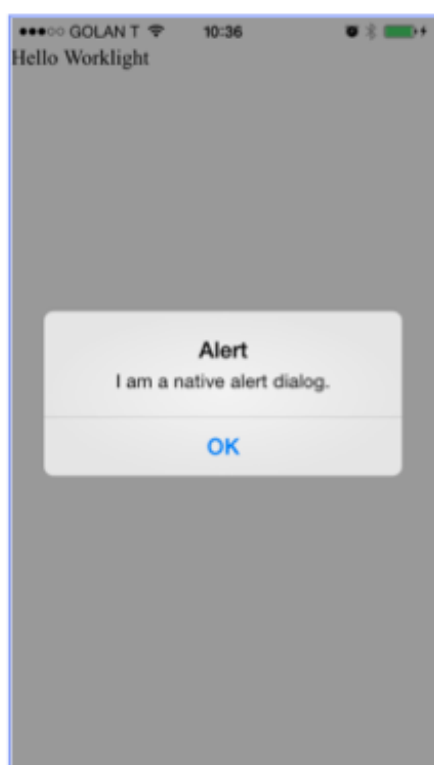 GOLAN T 10:36
Hello Worklight
Alert
I am a native alert dialog.
OK